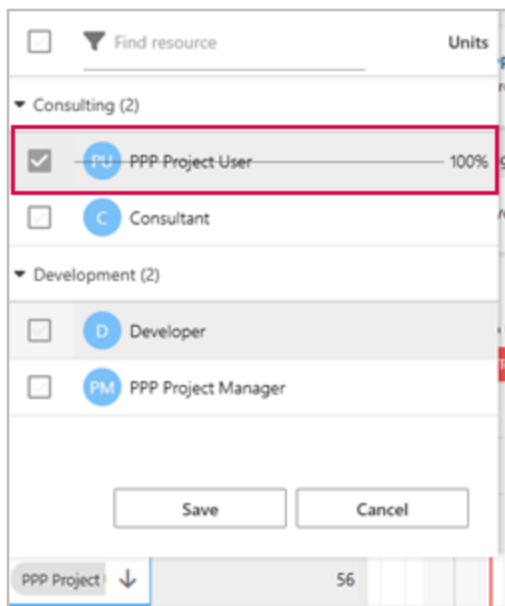 Find resource Units
Consulting (2)
PU PPP Project User 100%
C Consultant
Development (2)
D Developer
PM PPP Project Manager
Save Cancel
PPP Project 56